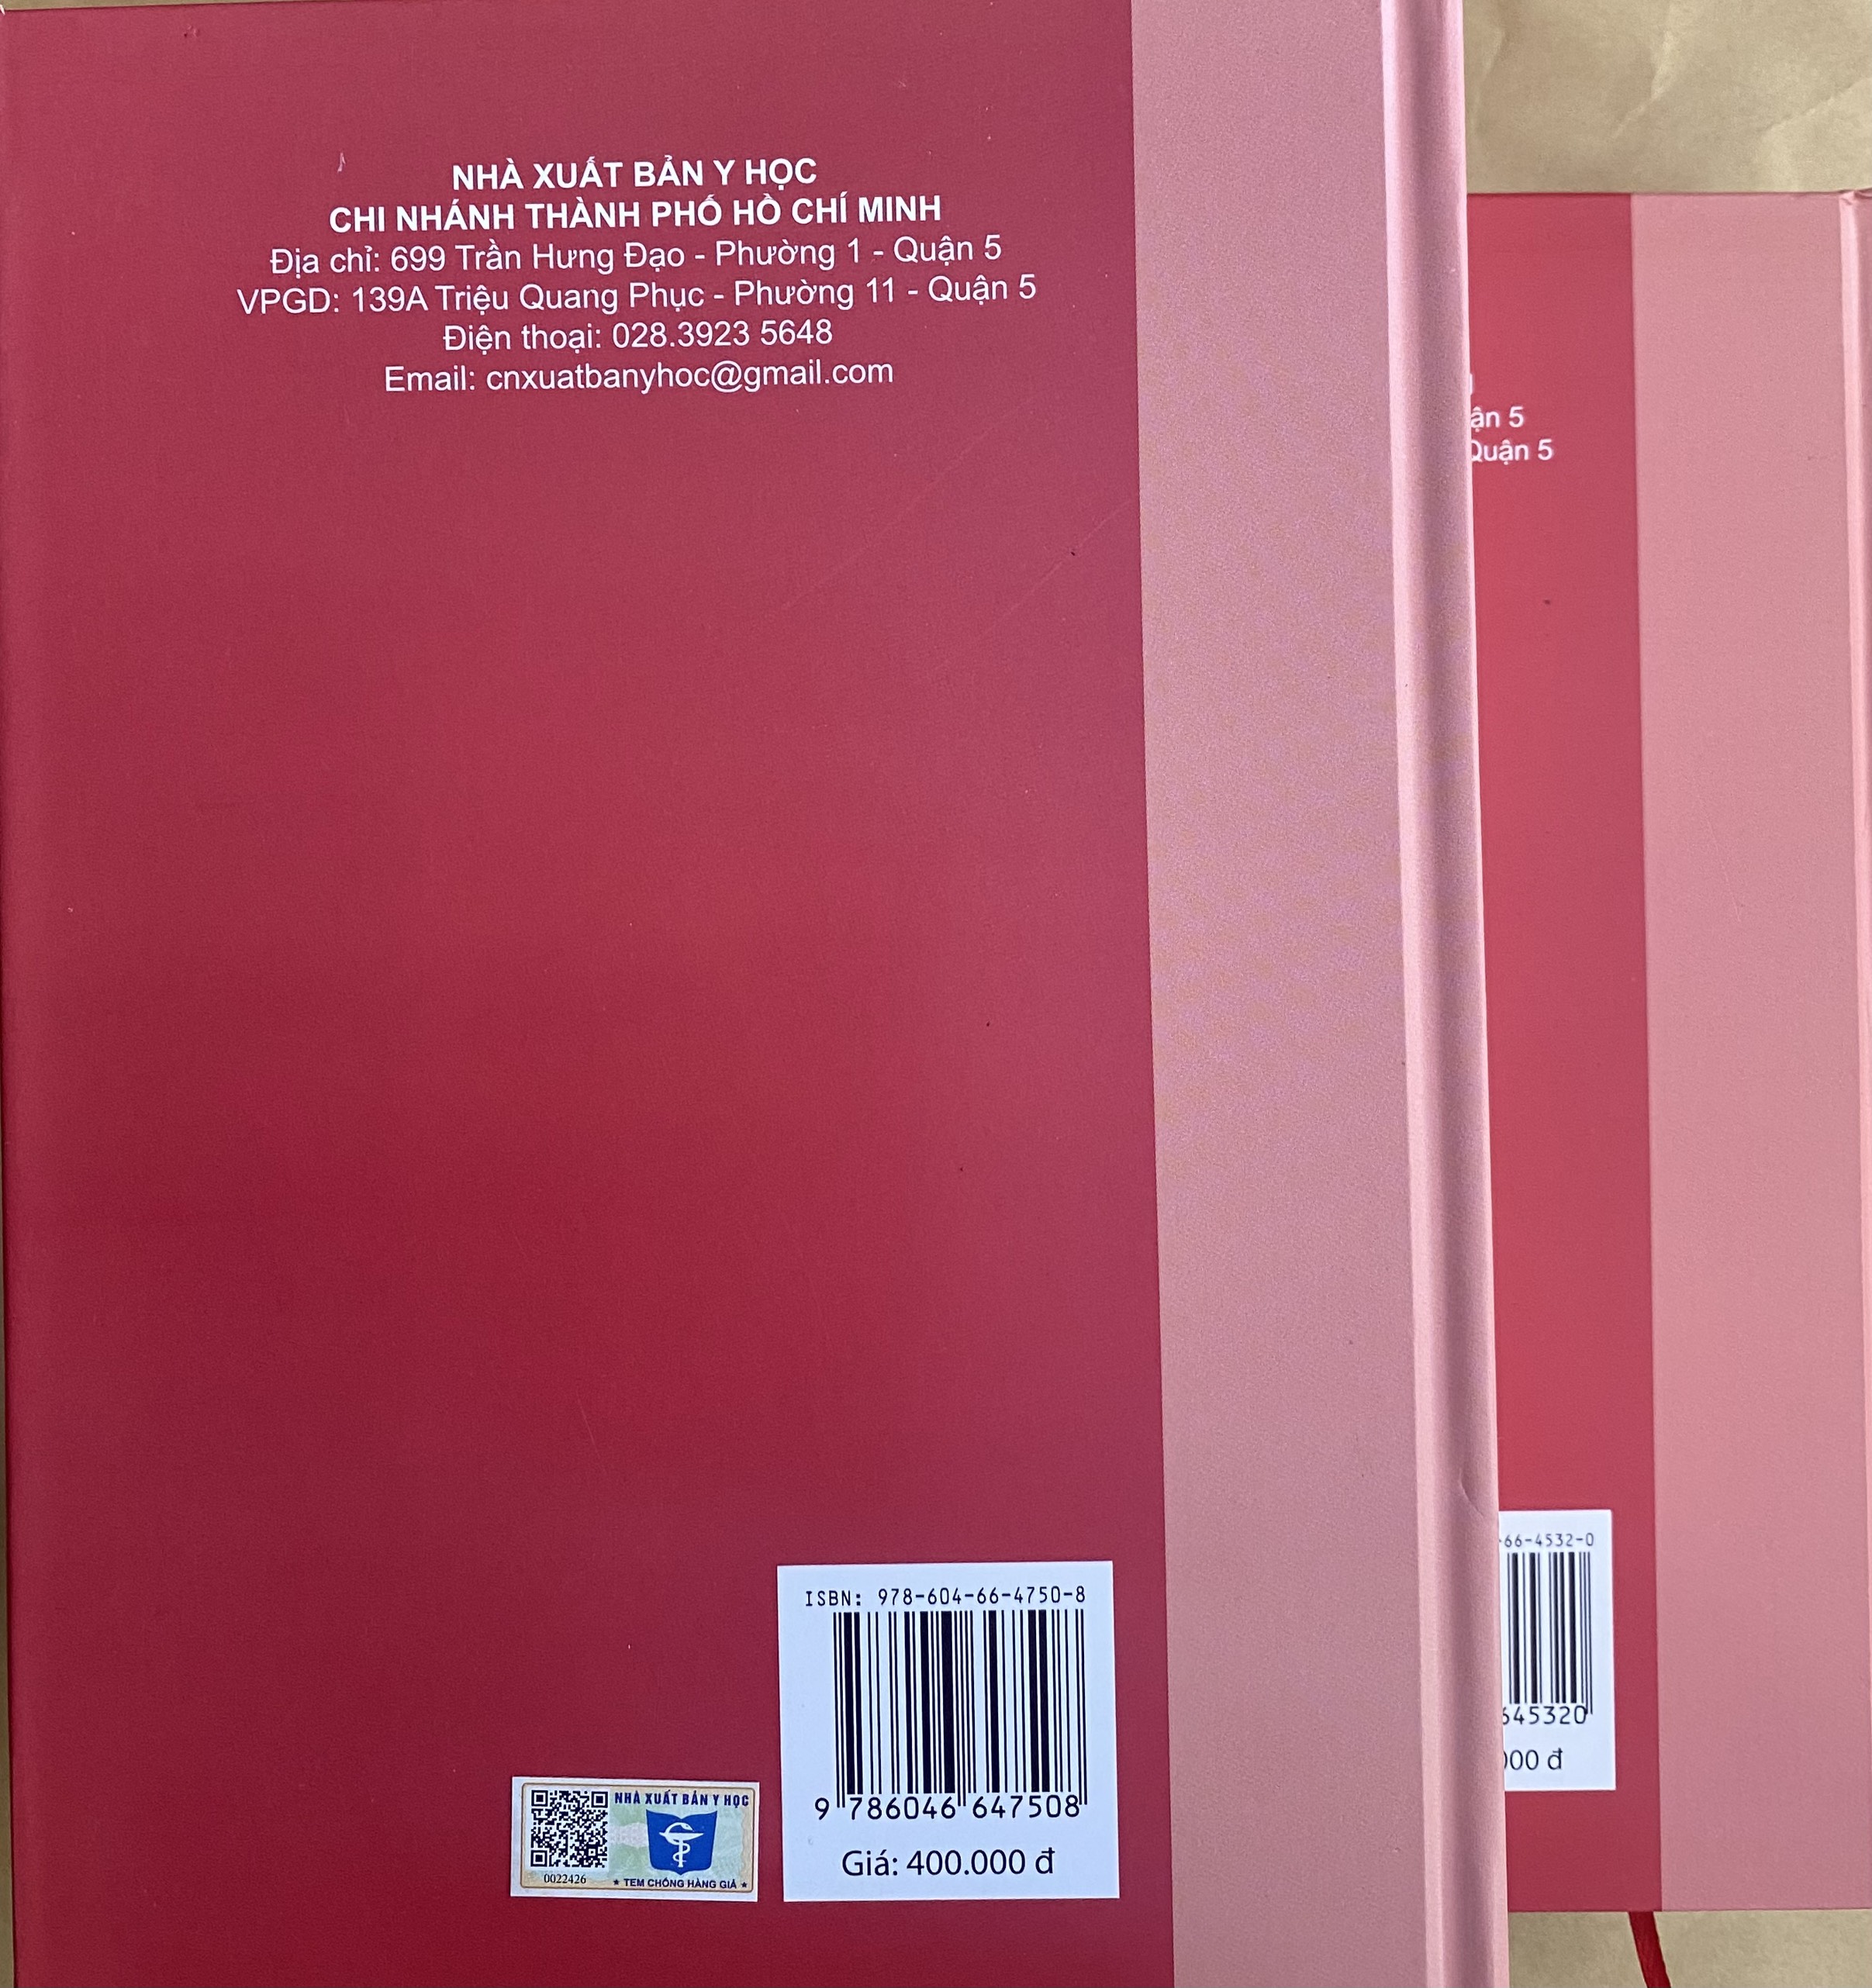 NHÀ XUẤT BẢN Y HỌC
CHI NHÁNH THÀNH PHỐ HỒ CHÍ MINH
Địa chỉ: 699 Trần Hưng Đạo - Phường 1 - Quận 5
VPGD: 139A Triệu Quang Phục - Phường 11 - Quận 5
Điện thoại: 028.3923 5648
Email: cnxuatbanyhoc@gmail.com
5
Quận 5
ISBN: 978-604-66-4750-8
9 786046 647508
Giá: 400.000 đ
NHÀ XUẤT BẢN Y HỌC
0022426
★ TEM CHỐNG HÀNG GIẢ ★
-66-4532-0
645320
00 đ